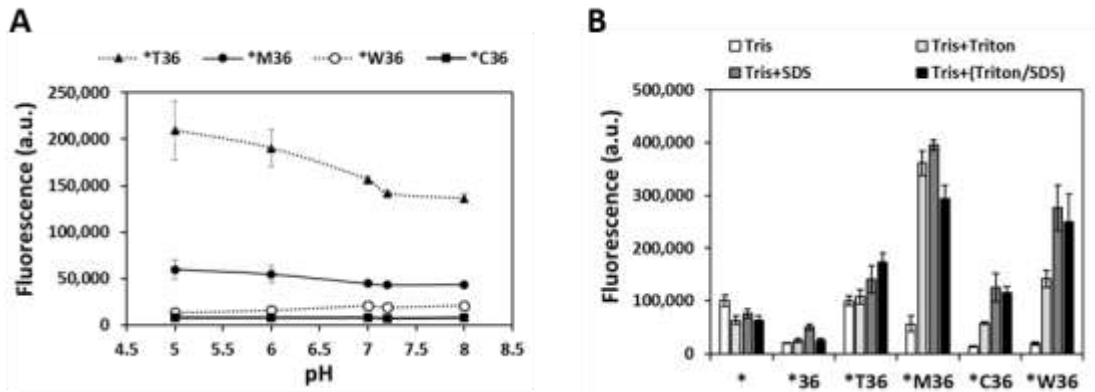 A
*T36 *M36 *W36 *C36
Fluorescence (a.u.)
250,000
200,000
150,000
100,000
50,000
0
4.5 5 5.5 6 6.5 7 7.5 8 8.5
pH
B
Tris Tris+Triton
Tris+SDS Tris+(Triton/SDS)
Fluorescence (a.u.)
500,000
400,000
300,000
200,000
100,000
0
* *36 *T36 *M36 *C36 *W36